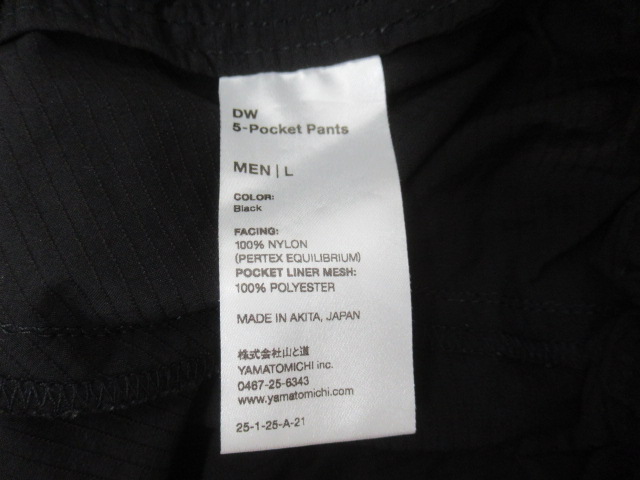 DW
5-Pocket Pants
MEN | L
COLOR:
Black
FACING:
100% NYLON
(PERTEX EQUILIBRIUM)
POCKET LINER MESH:
100% POLYESTER
MADE IN AKITA, JAPAN
株式会社山と道
YAMATOMICHI inc.
0467-25-6343
www.yamatomichi.com
25-1-25-A-21